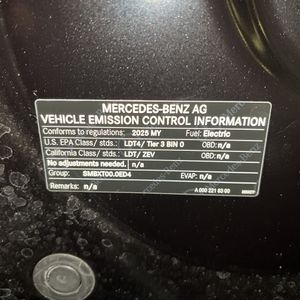 MERCEDES-BENZ AG
VEHICLE EMISSION CONTROL INFORMATION
Conforms to regulations: 2025 MY Fuel: Electric
U.S. EPA Class/ stds.: LDT4/ Tier 3 BIN 0 OBD: n/a
California Class/ stds.: LDT/ ZEV OBD: n/a
No adjustments needed. n/a
Group: SMBXT00.0ED4 EVAP: n/a
Remarks: n/a A 000 221 83 00